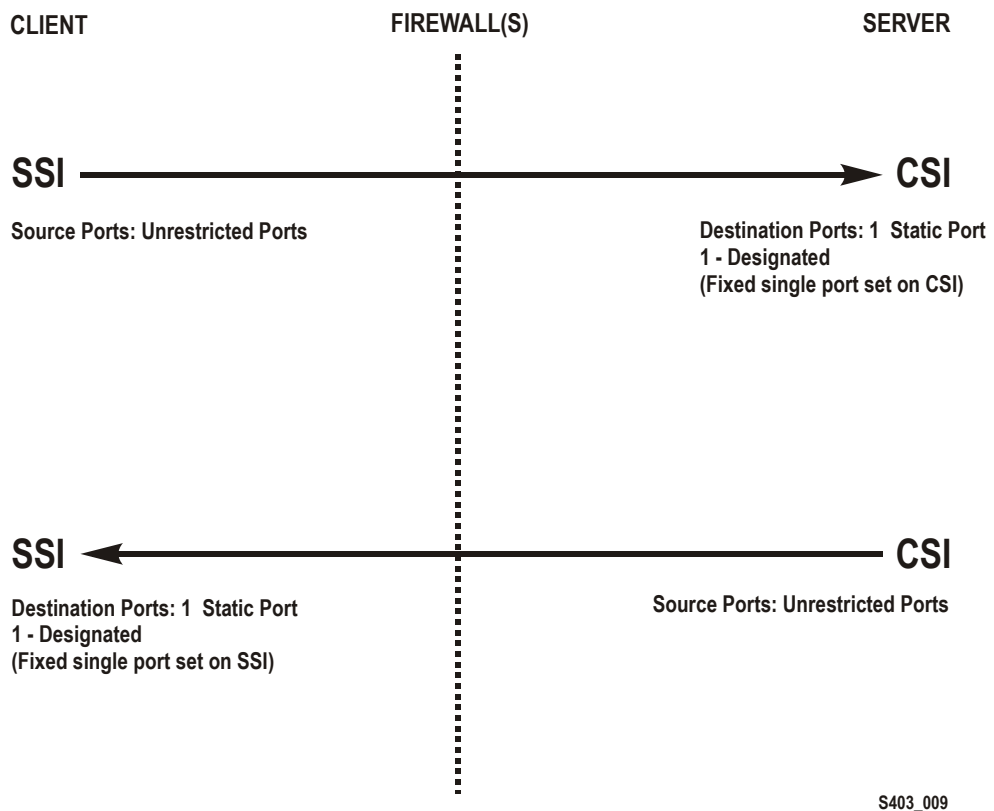 CLIENT
FIREWALL(S)
SERVER
SSI
CSI
Source Ports: Unrestricted Ports
Destination Ports: 1 Static Port
1 - Designated
(Fixed single port set on CSI)
SSI
CSI
Destination Ports: 1 Static Port
1 - Designated
(Fixed single port set on SSI)
Source Ports: Unrestricted Ports
S403_009